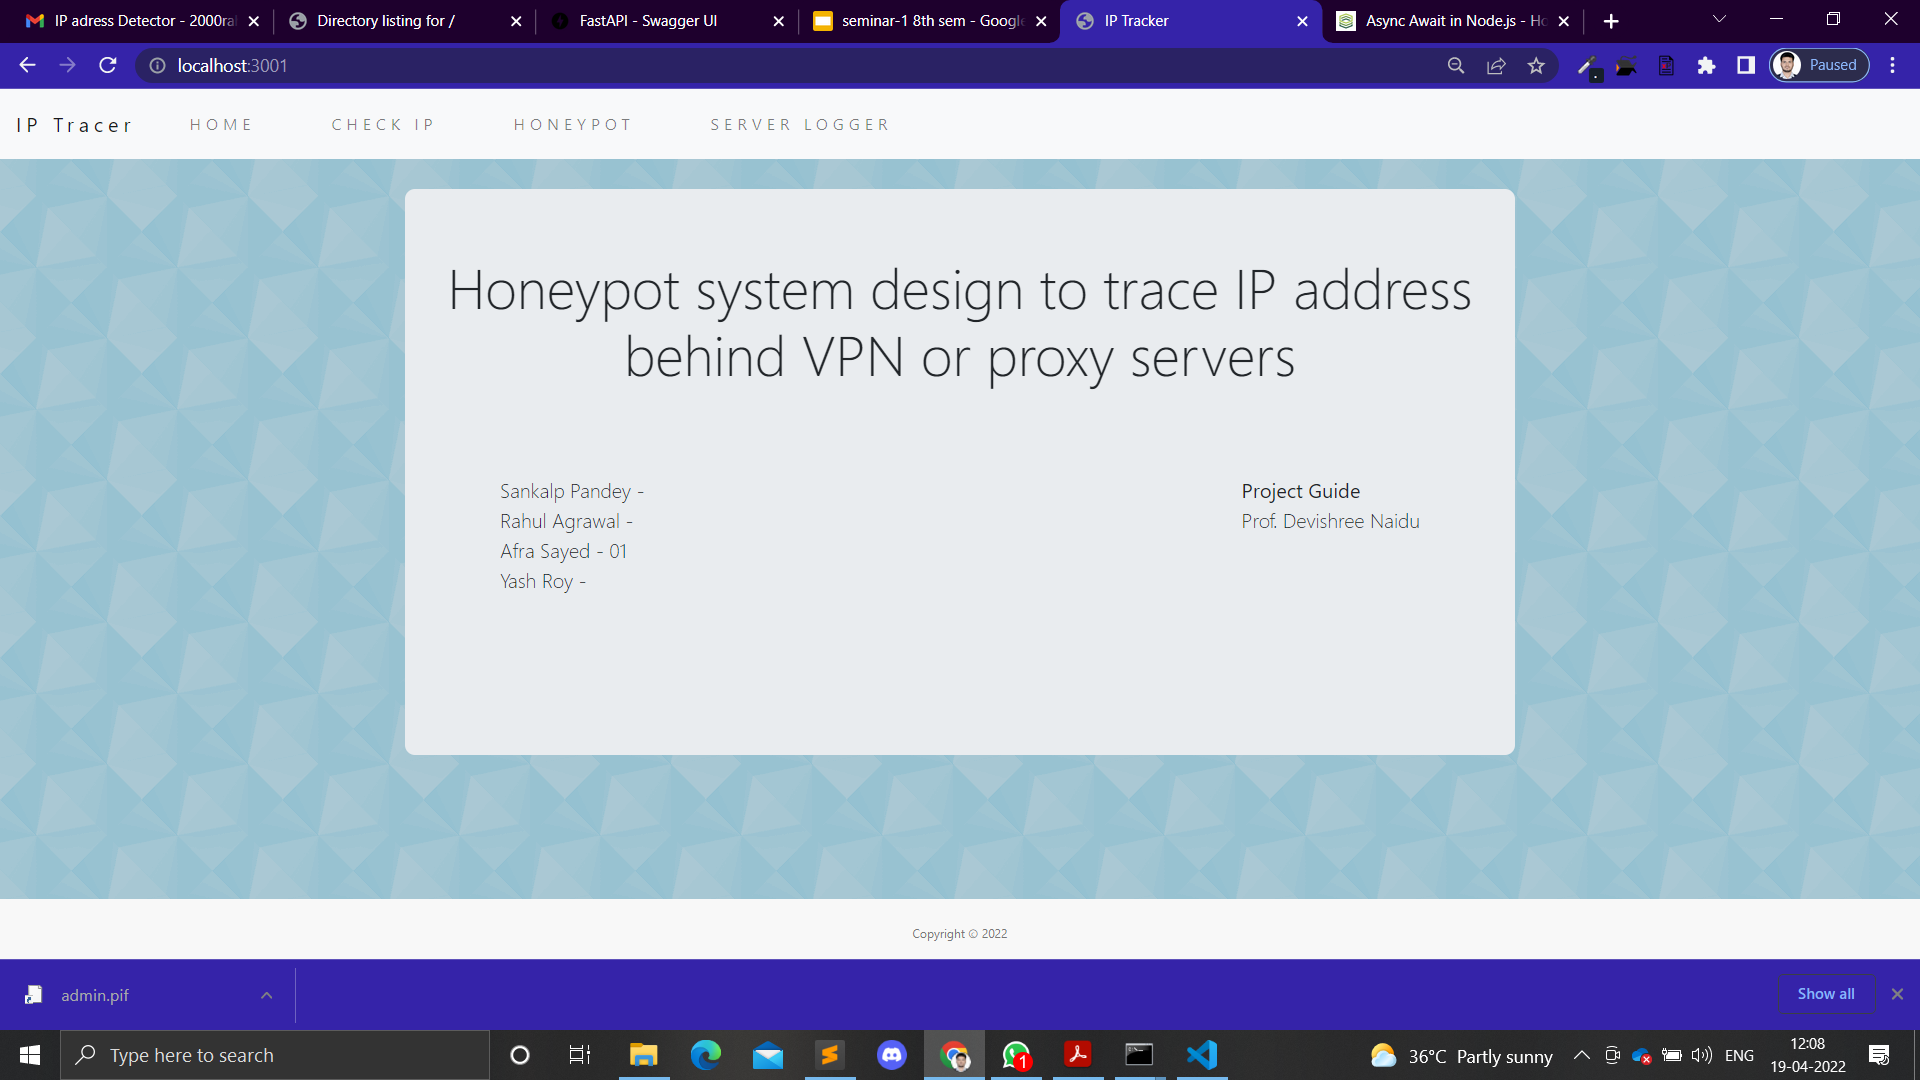 IP adress Detector - 2000ra
Directory listing for /
FastAPI - Swagger UI
seminar-1 8th sem - Google
IP Tracker
Async Await in Node.js - Ho
localhost:3001
Paused
IP Tracer
HOME
CHECK IP
HONEYPOT
SERVER LOGGER
Honeypot system design to trace IP address
behind VPN or proxy servers
Sankalp Pandey -
Rahul Agrawal -
Afra Sayed - 01
Yash Roy -
Project Guide
Prof. Devishree Naidu
Copyright © 2022
admin.pif
Show all
Type here to search
1
36°C Partly sunny
ENG
12:08
19-04-2022